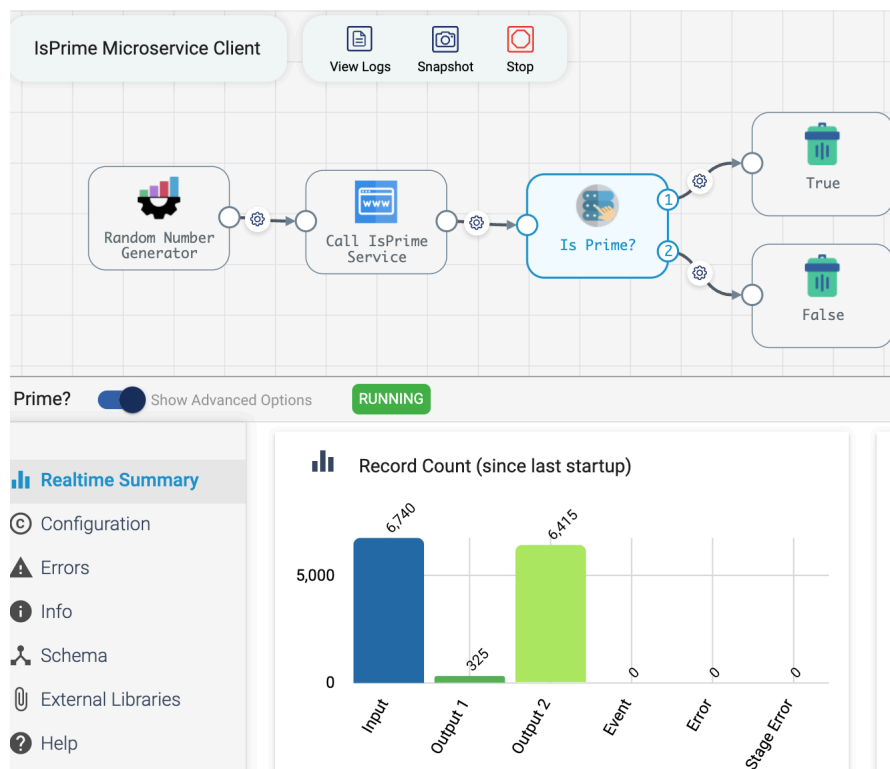 IsPrime Microservice Client
View Logs
Snapshot
Stop
Random Number
Generator
WWW
Call IsPrime
Service
Is Prime?
1
2
True
False
Prime?
Show Advanced Options
RUNNING
Realtime Summary
Configuration
Errors
Info
Schema
External Libraries
Help
Record Count (since last startup)
5,000
0
6,740
325
6,415
0
0
0
Input
Output 1
Output 2
Event
Error
Stage Error